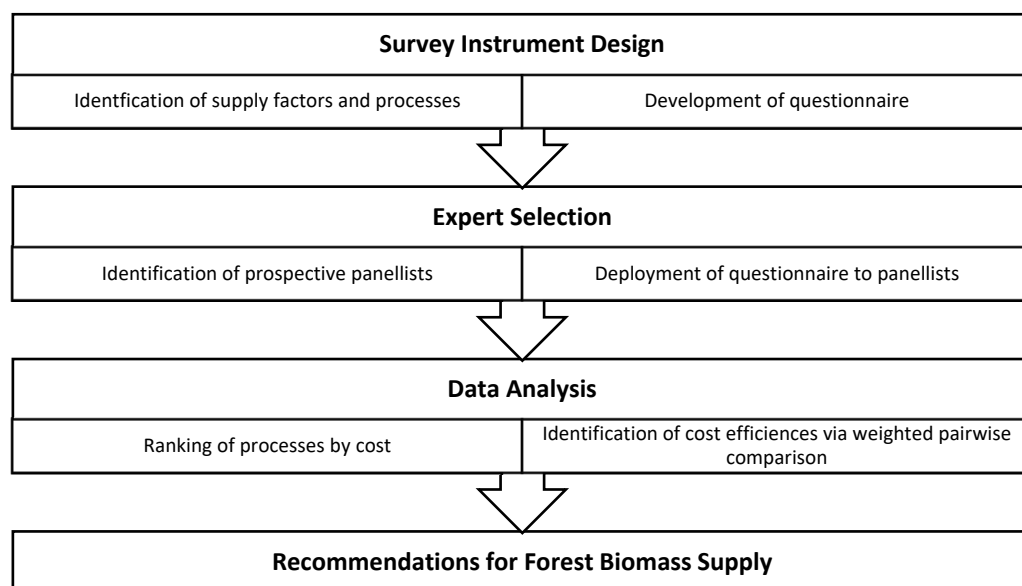 Survey Instrument Design
Identfication of supply factors and processes
Development of questionnaire
Expert Selection
Identification of prospective panellists
Deployment of questionnaire to panellists
Data Analysis
Ranking of processes by cost
Identification of cost efficiences via weighted pairwise
comparison
Recommendations for Forest Biomass Supply